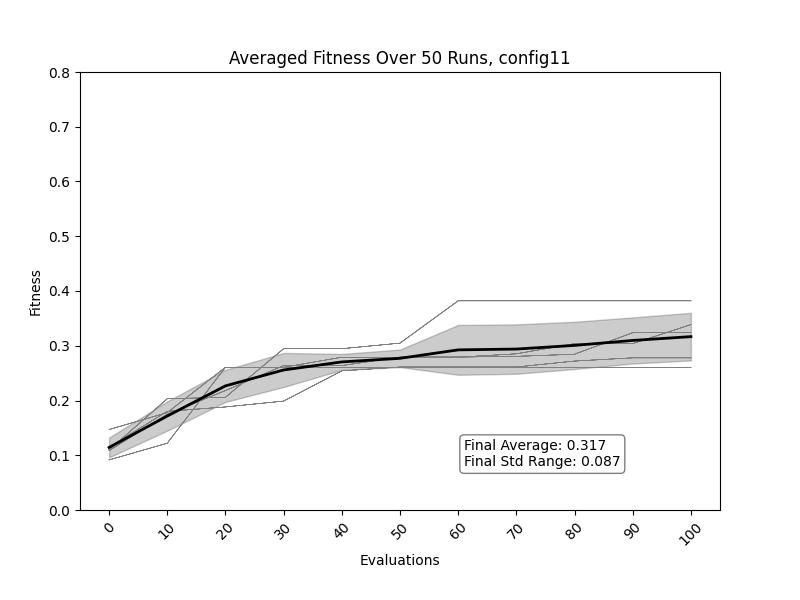 Averaged Fitness Over 50 Runs, config11
0.8
0.7
0.6
0.5
0.4
0.3
0.2
0.1
0.0
Fitness
Final Average: 0.317
Final Std Range: 0.087
0 10 20 30 40 50 60 70 80 90 100
Evaluations